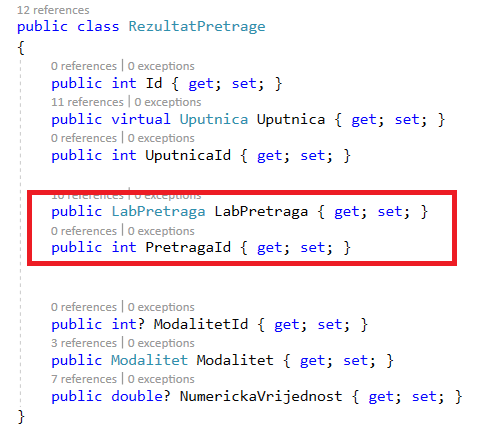 12 references
public class RezultatPretrage
{
0 references | 0 exceptions
public int Id { get; set; }
11 references | 0 exceptions
public virtual Uputnica Uputnica { get; set; }
0 references | 0 exceptions
public int UputnicaId { get; set; }
10 references | 0 exceptions
public LabPretraga LabPretraga { get; set; }
0 references | 0 exceptions
public int PretragaId { get; set; }
0 references | 0 exceptions
public int? ModalitetId { get; set; }
3 references | 0 exceptions
public Modalitet Modalitet { get; set; }
7 references | 0 exceptions
public double? NumerickaVrijednost { get; set; }
}